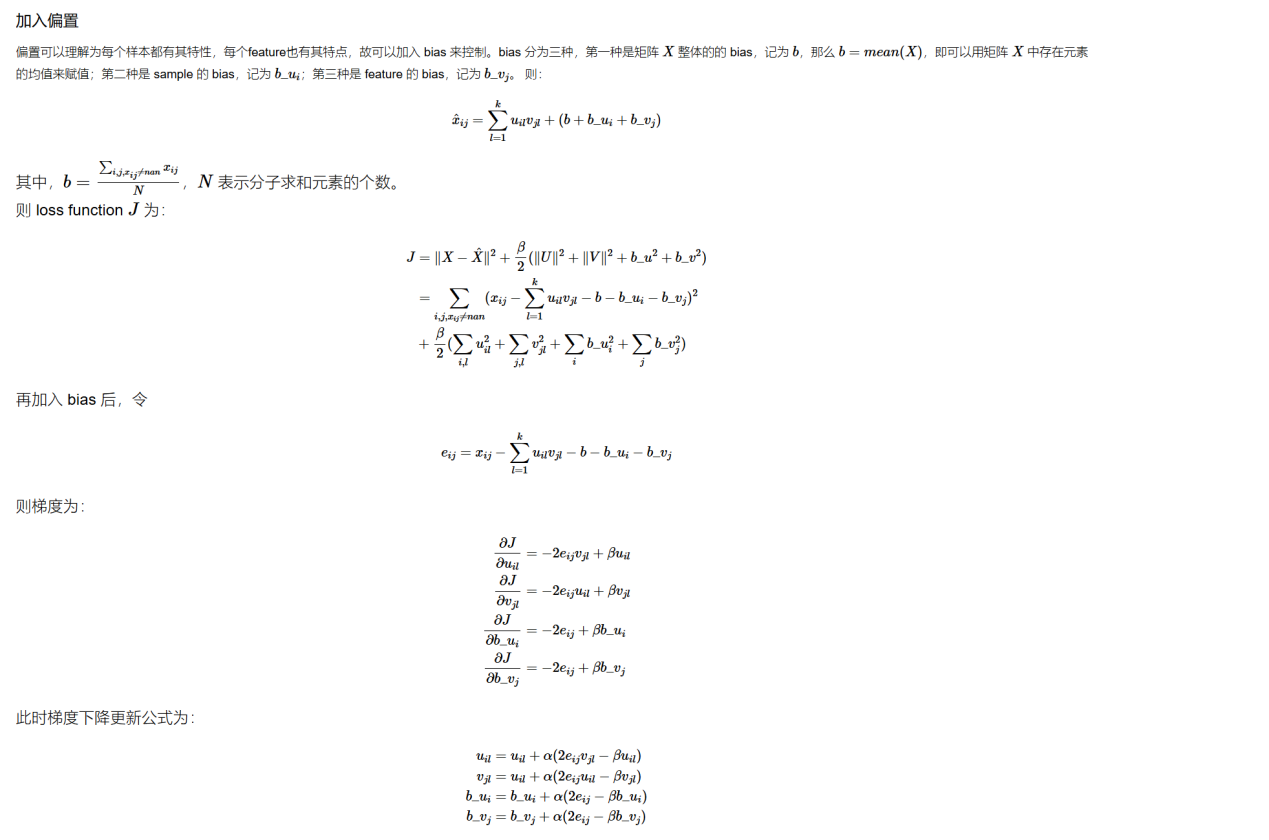 加入偏置
偏置可以理解为每个样本都有其特性，每个feature也有其特点，故可以加入 bias 来控制。bias 分为三种，第一种是矩阵 $X$ 整体的的 bias，记为 $b$，那么 $b = mean(X)$，即可以用矩阵 $X$ 中存在元素
的均值来赋值；第二种是 sample 的 bias，记为 $b\_u_i$；第三种是 feature 的 bias，记为 $b\_v_j$。 则：
$\hat{x}_{ij} = \sum_{l=1}^{k} u_{il}v_{jl} + (b + b\_u_i + b\_v_j)$
其中，$b = \frac{\sum_{i,j,x_{ij}\neq nan} x_{ij}}{N}$，$N$ 表示分子求和元素的个数。
则 loss function $J$ 为：
$J = \|X - \hat{X}\|^2 + \frac{\beta}{2}(\|U\|^2 + \|V\|^2 + b\_u^2 + b\_v^2)$
$= \sum_{i,j,x_{ij}\neq nan} (x_{ij} - \sum_{l=1}^{k} u_{il}v_{jl} - b - b\_u_i - b\_v_j)^2$
$+ \frac{\beta}{2}(\sum_{i,l} u_{il}^2 + \sum_{j,l} v_{jl}^2 + \sum_{i} b\_u_i^2 + \sum_{j} b\_v_j^2)$
再加入 bias 后，令
$e_{ij} = x_{ij} - \sum_{l=1}^{k} u_{il}v_{jl} - b - b\_u_i - b\_v_j$
则梯度为：
$\frac{\partial J}{\partial u_{il}} = -2e_{ij}v_{jl} + \beta u_{il}$
$\frac{\partial J}{\partial v_{jl}} = -2e_{ij}u_{il} + \beta v_{jl}$
$\frac{\partial J}{\partial b\_u_i} = -2e_{ij} + \beta b\_u_i$
$\frac{\partial J}{\partial b\_v_j} = -2e_{ij} + \beta b\_v_j$
此时梯度下降更新公式为：
$u_{il} = u_{il} + \alpha(2e_{ij}v_{jl} - \beta u_{il})$
$v_{jl} = u_{il} + \alpha(2e_{ij}u_{il} - \beta v_{jl})$
$b\_u_i = b\_u_i + \alpha(2e_{ij} - \beta b\_u_i)$
$b\_v_j = b\_v_j + \alpha(2e_{ij} - \beta b\_v_j)$